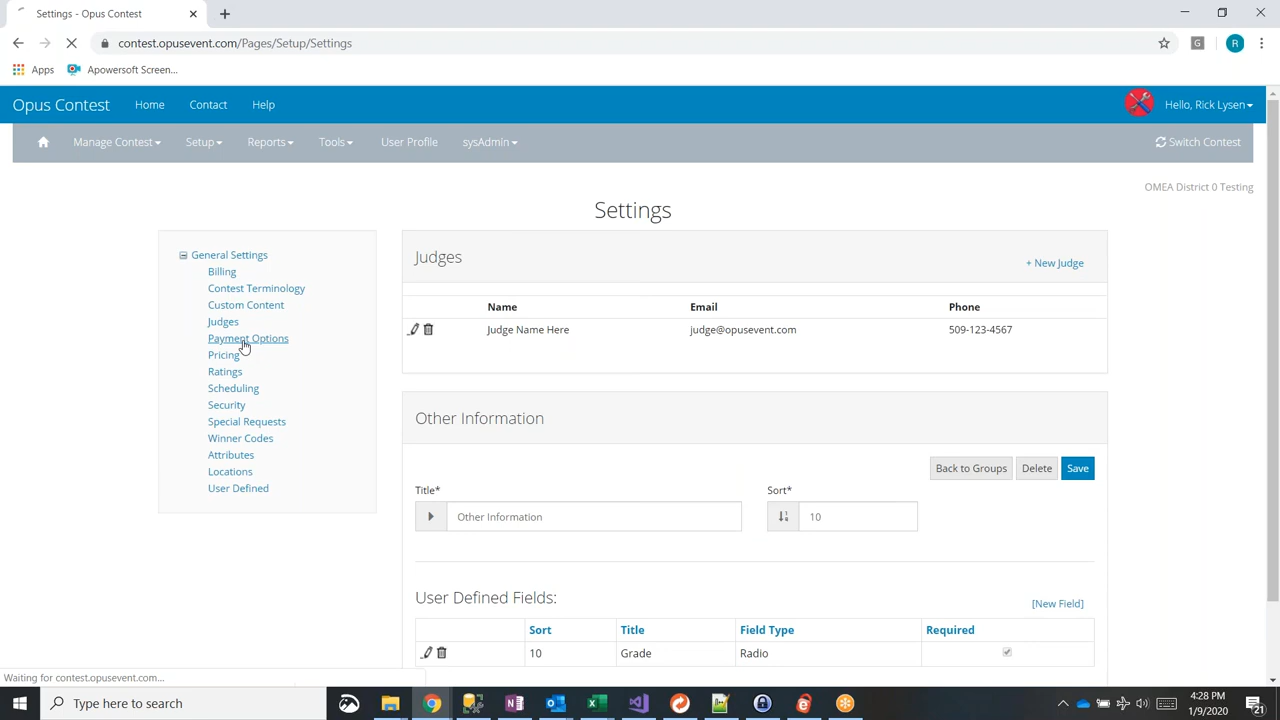 Settings - Opus Contest
contest.opusevent.com/Pages/Setup/Settings
G
R
Apps
Apowersoft Screen...
Opus Contest Home Contact Help
Hello, Rick Lysen
Manage Contest Setup Reports Tools User Profile sysAdmin
Switch Contest
OMEA District 0 Testing
Settings
General Settings
Billing
Contest Terminology
Custom Content
Judges
Payment Options
Pricing
Ratings
Scheduling
Security
Special Requests
Winner Codes
Attributes
Locations
User Defined
Judges
+ New Judge
Name Email Phone
Judge Name Here judge@opusevent.com 509-123-4567
Other Information
Back to Groups Delete Save
Title* Sort*
Other Information 10
User Defined Fields:
[New Field]
Sort Title Field Type Required
10 Grade Radio
Waiting for contest.opusevent.com...
Type here to search
4:28 PM
1/9/2020
21